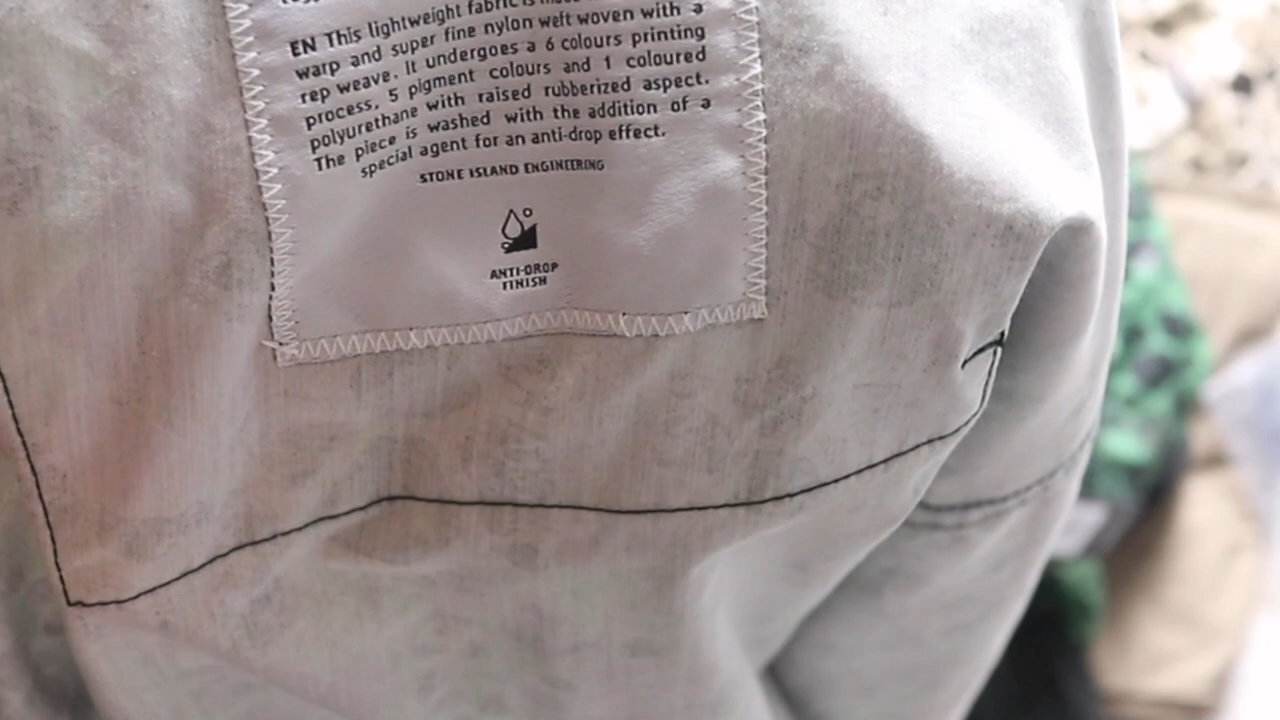 EN This lightweight fabric is
warp and super fine nylon weft woven with a
rep weave. It undergoes a 6 colours printing
process, 5 pigment colours and 1 coloured
polyurethane with raised rubberized aspect.
The piece is washed with the addition of a
special agent for an anti-drop effect.
STONE ISLAND ENGINEERING
ANTI-DROP
FINISH